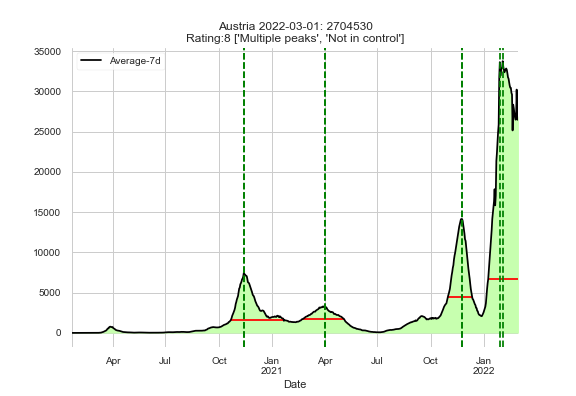 Austria 2022-03-01: 2704530
Rating:8 ['Multiple peaks', 'Not in control']
Average-7d
35000
30000
25000
20000
15000
10000
5000
0
Apr Jul Oct Jan Apr Jul Oct Jan
2021 2022
Date